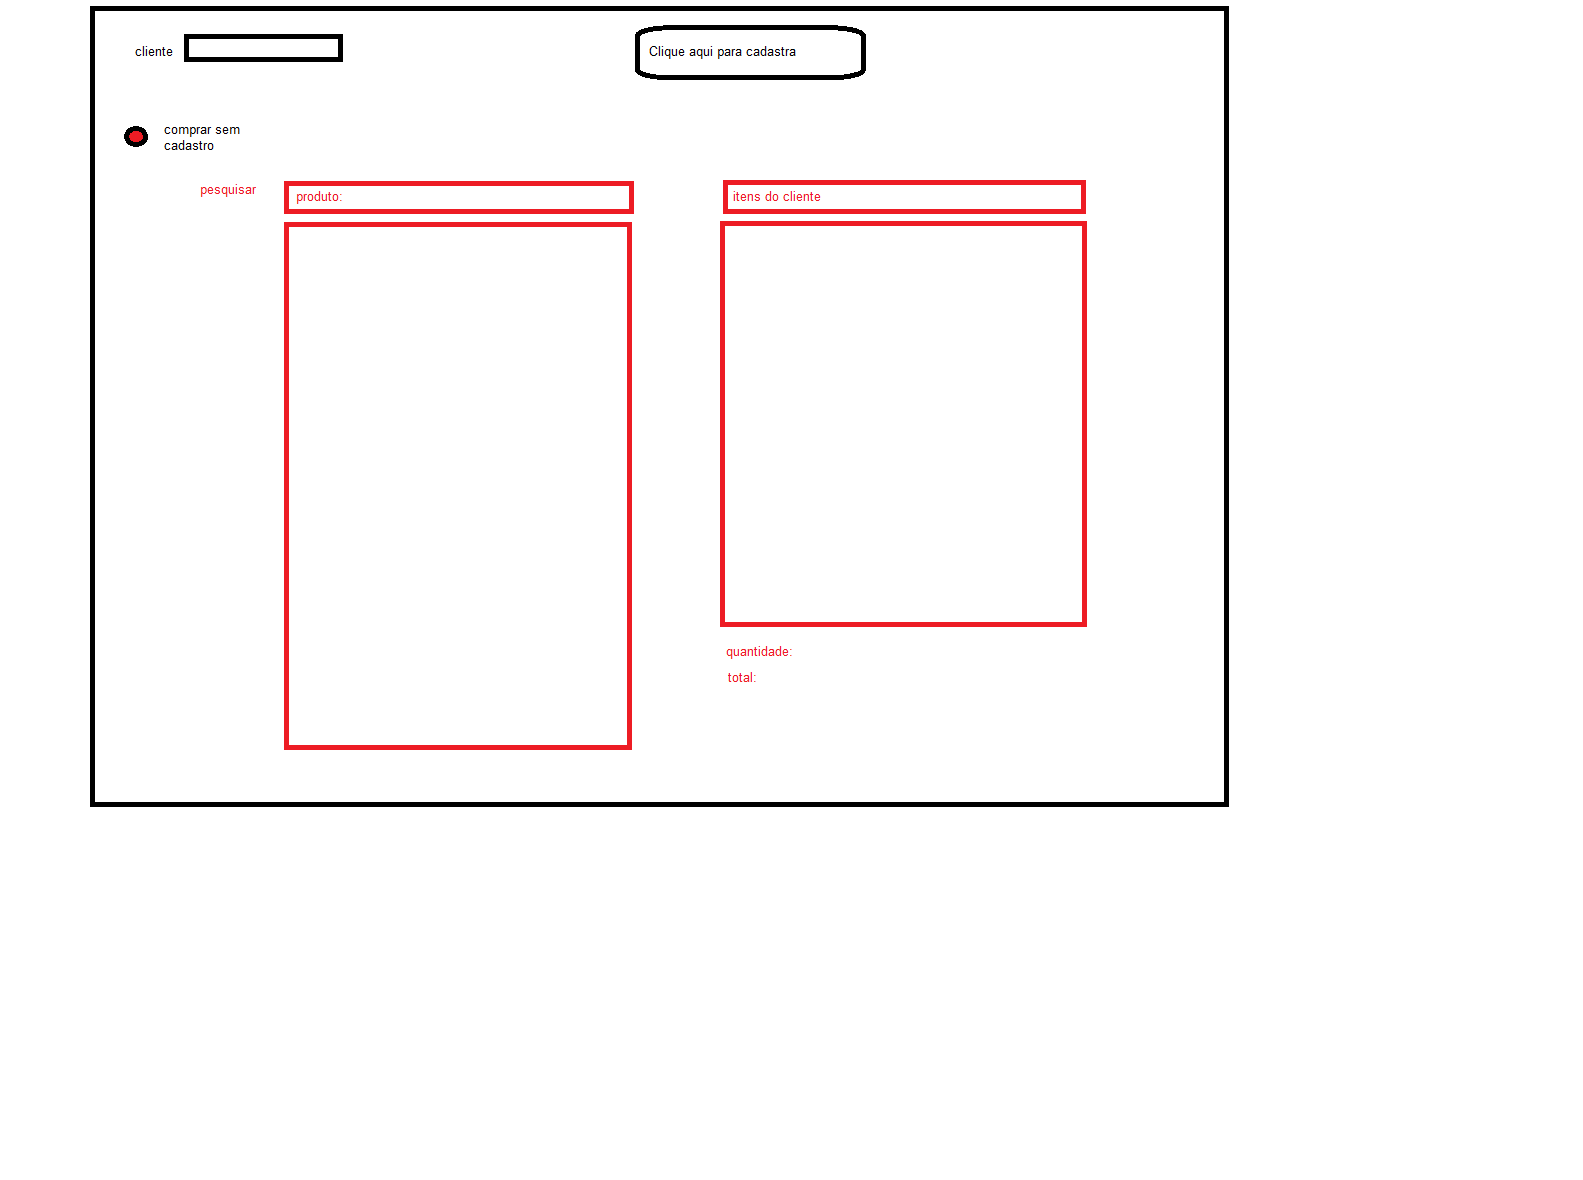 cliente
Clique aqui para cadastra
comprar sem
cadastro
pesquisar
produto:
itens do cliente
quantidade:
total: